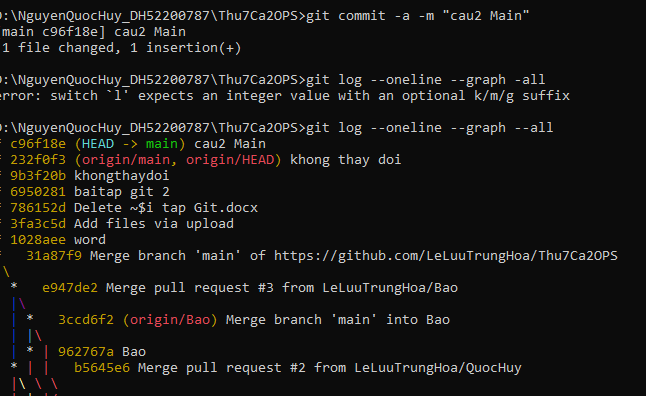 D:\NguyenQuocHuy_DH52200787\Thu7Ca2OPS>git commit -a -m "cau2 Main"
[main c96f18e] cau2 Main
1 file changed, 1 insertion(+)
D:\NguyenQuocHuy_DH52200787\Thu7Ca2OPS>git log --oneline --graph -all
error: switch `l' expects an integer value with an optional k/m/g suffix
D:\NguyenQuocHuy_DH52200787\Thu7Ca2OPS>git log --oneline --graph --all
* c96f18e (HEAD -> main) cau2 Main
* 232f0f3 (origin/main, origin/HEAD) khong thay doi
* 9b3f20b khongthaydoi
* 6950281 baitap git 2
* 786152d Delete ~$i tap Git.docx
* 3fa3c5d Add files via upload
* 1028aee word
* 31a87f9 Merge branch 'main' of https://github.com/LeLuuTrungHoa/Thu7Ca2OPS
\
* e947de2 Merge pull request #3 from LeLuuTrungHoa/Bao
|\
| * 3ccd6f2 (origin/Bao) Merge branch 'main' into Bao
| |\
| * | 962767a Bao
* | | b5645e6 Merge pull request #2 from LeLuuTrungHoa/QuocHuy
|\ \ \